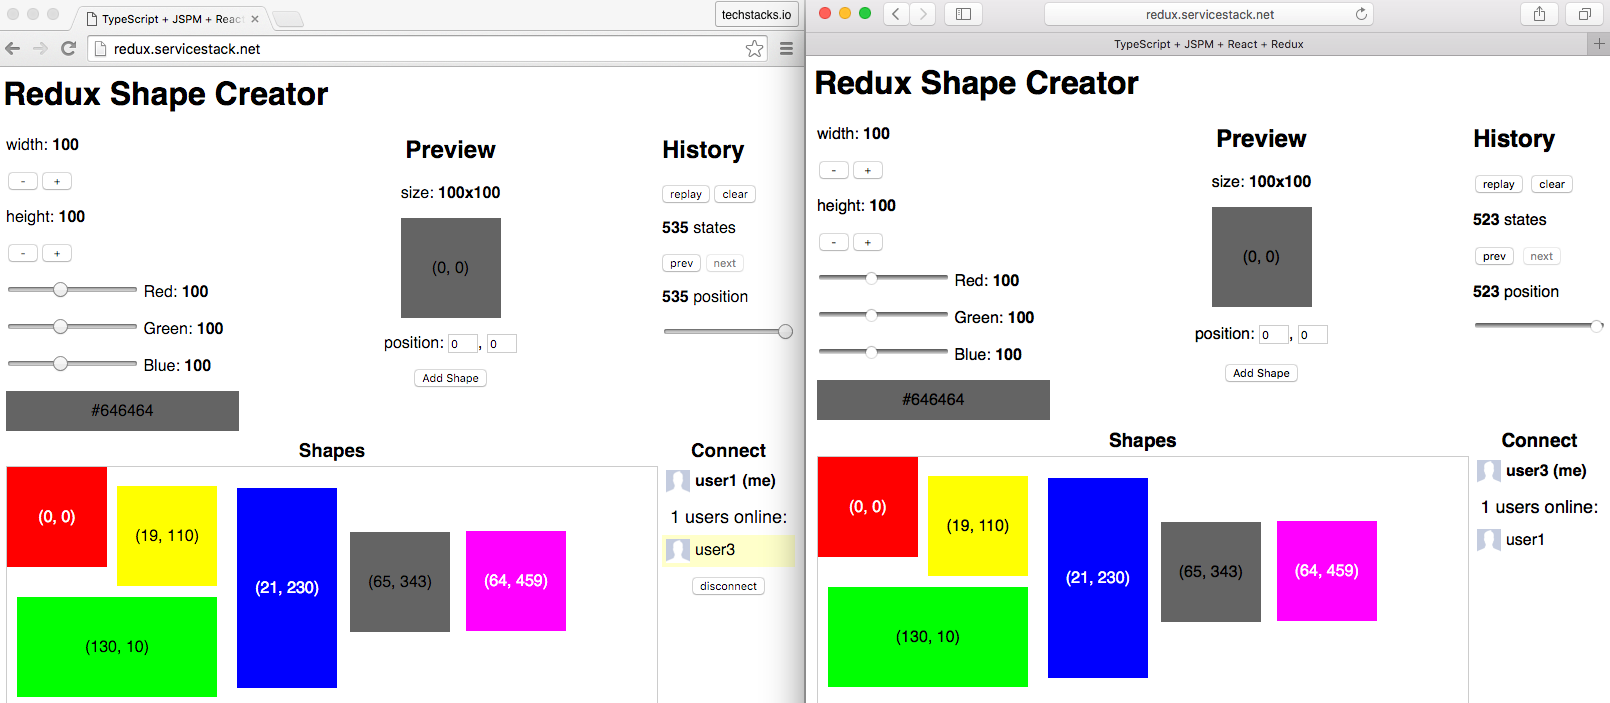 TypeScript + JSPM + React
techstacks.io
redux.servicestack.net
Redux Shape Creator
width: 100
- +
height: 100
- +
Red: 100
Green: 100
Blue: 100
#646464
Preview
size: 100x100
(0, 0)
position: 0, 0
Add Shape
History
replay clear
535 states
prev next
535 position
Shapes
(0, 0)
(19, 110)
(21, 230)
(65, 343)
(64, 459)
(130, 10)
Connect
user1 (me)
1 users online:
user3
disconnect
redux.servicestack.net
TypeScript + JSPM + React + Redux
Redux Shape Creator
width: 100
- +
height: 100
- +
Red: 100
Green: 100
Blue: 100
#646464
Preview
size: 100x100
(0, 0)
position: 0, 0
Add Shape
History
replay clear
523 states
prev next
523 position
Shapes
(0, 0)
(19, 110)
(21, 230)
(65, 343)
(64, 459)
(130, 10)
Connect
user3 (me)
1 users online:
user1